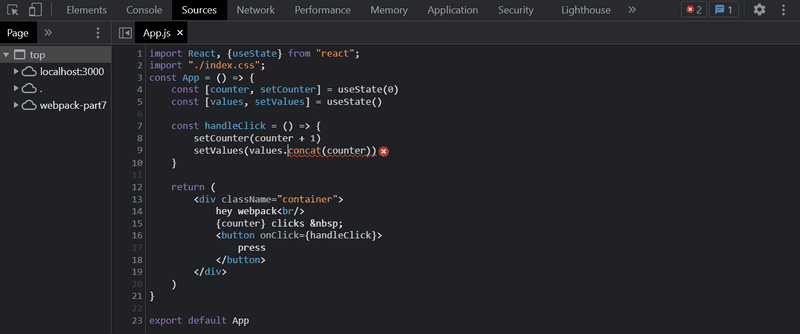 Elements Console Sources Network Performance Memory Application Security Lighthouse » 2 1
Page » App.js ×
top
localhost:3000
.
webpack-part7
1 import React, {useState} from "react";
2 import "./index.css";
3 const App = () => {
4 const [counter, setCounter] = useState(0)
5 const [values, setValues] = useState()
6
7 const handleClick = () => {
8 setCounter(counter + 1)
9 setValues(values.concat(counter))
10 }
11
12 return (
13 <div className="container">
14 hey webpack<br/>
15 {counter} clicks &nbsp;
16 <button onClick={handleClick}>
17 press
18 </button>
19 </div>
20 )
21 }
22
23 export default App